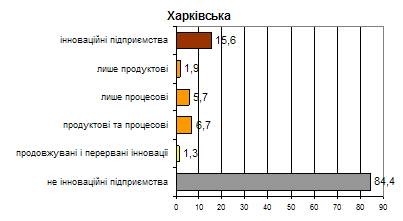 Харківська
інноваційні підприємства 15,6
лише продуктові 1,9
лише процесові 5,7
продуктові та процесові 6,7
продовжувані і перервані інновації 1,3
не інноваційні підприємства 84,4
0 10 20 30 40 50 60 70 80 90